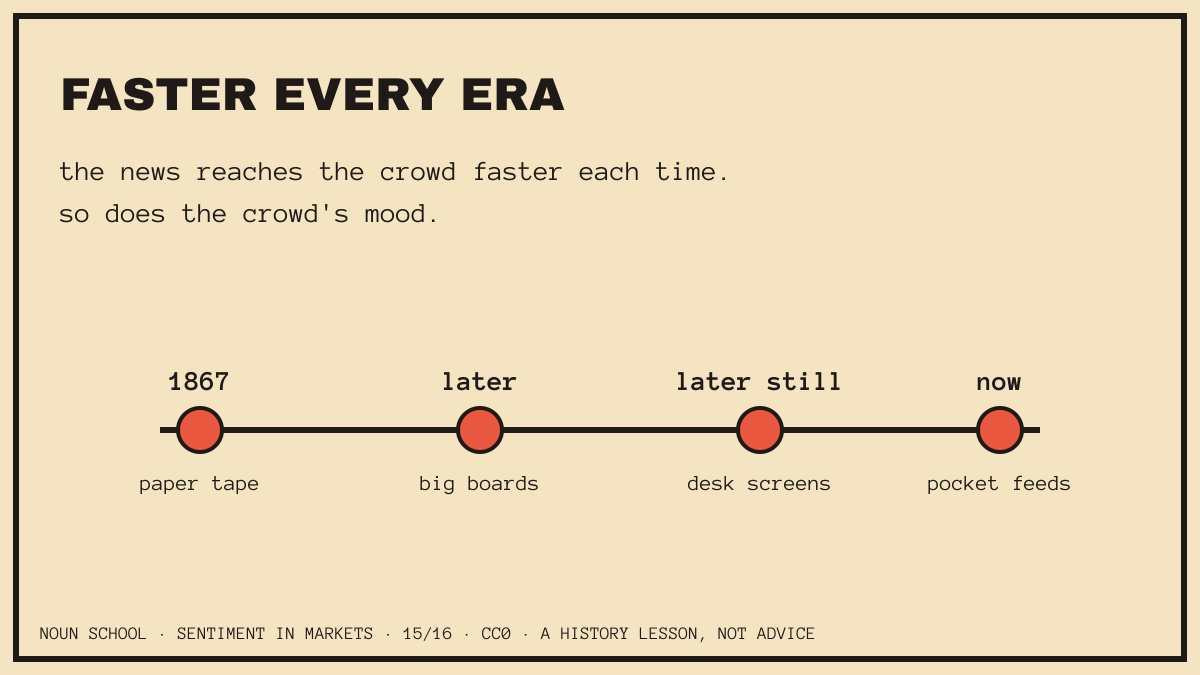 FASTER EVERY ERA
the news reaches the crowd faster each time.
so does the crowd's mood.
1867 later later still now
paper tape big boards desk screens pocket feeds
NOUN SCHOOL · SENTIMENT IN MARKETS · 15/16 · CC0 · A HISTORY LESSON, NOT ADVICE